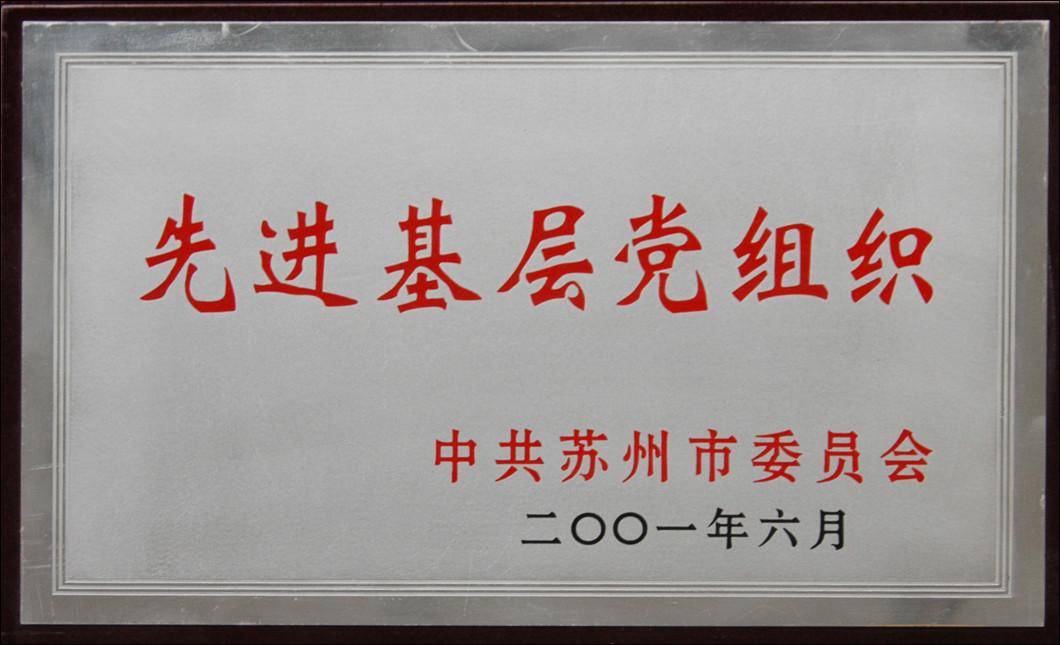 先进基层党组织
中共苏州市委员会
二〇〇一年六月